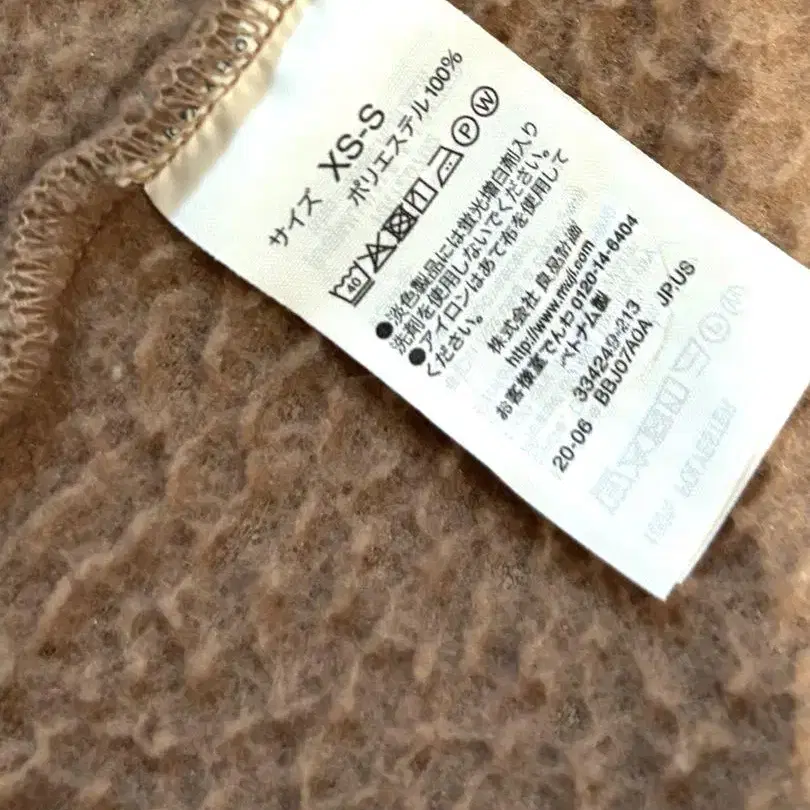 サイズ XS-S
ポリエステル100%
40 P W
●淡色製品には蛍光増白剤入り
洗剤を使用しないでください。
●アイロンはあて布を使用して
ください。
株式会社 良品計画
http://www.muji.com
お客様室でんわ 0120-14-6404
ベトナム製
334249-213
20-06 ● BBJ07A0A JPUS